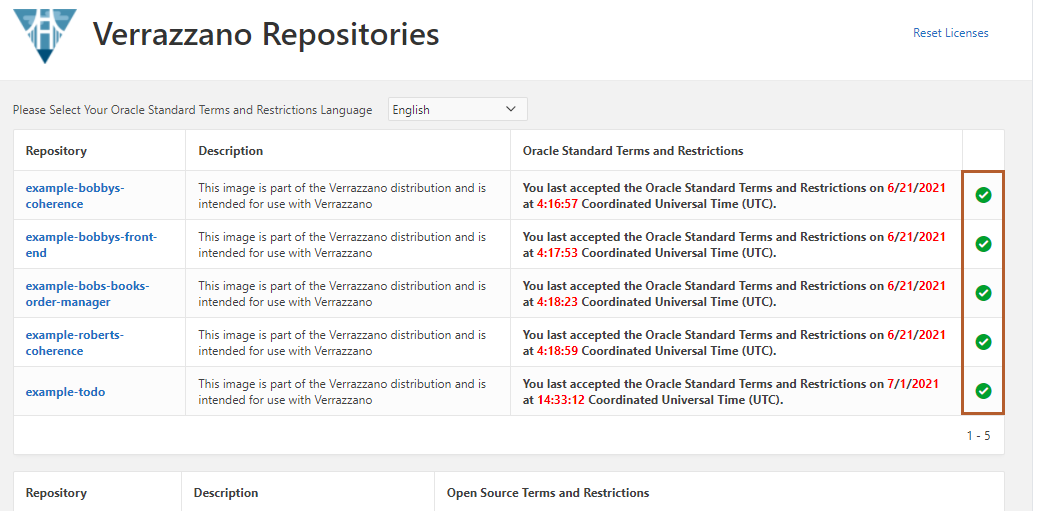 Verrazzano Repositories
Reset Licenses
Please Select Your Oracle Standard Terms and Restrictions Language English
Repository Description Oracle Standard Terms and Restrictions
example-bobbys- This image is part of the Verrazzano distribution and is You last accepted the Oracle Standard Terms and Restrictions on 6/21/2021
coherence intended for use with Verrazzano at 4:16:57 Coordinated Universal Time (UTC).
example-bobbys-front- This image is part of the Verrazzano distribution and is You last accepted the Oracle Standard Terms and Restrictions on 6/21/2021
end intended for use with Verrazzano at 4:17:53 Coordinated Universal Time (UTC).
example-bobs-books- This image is part of the Verrazzano distribution and is You last accepted the Oracle Standard Terms and Restrictions on 6/21/2021
order-manager intended for use with Verrazzano at 4:18:23 Coordinated Universal Time (UTC).
example-roberts- This image is part of the Verrazzano distribution and is You last accepted the Oracle Standard Terms and Restrictions on 6/21/2021
coherence intended for use with Verrazzano at 4:18:59 Coordinated Universal Time (UTC).
example-todo This image is part of the Verrazzano distribution and is You last accepted the Oracle Standard Terms and Restrictions on 7/1/2021
intended for use with Verrazzano at 14:33:12 Coordinated Universal Time (UTC).
1 - 5
Repository Description Open Source Terms and Restrictions